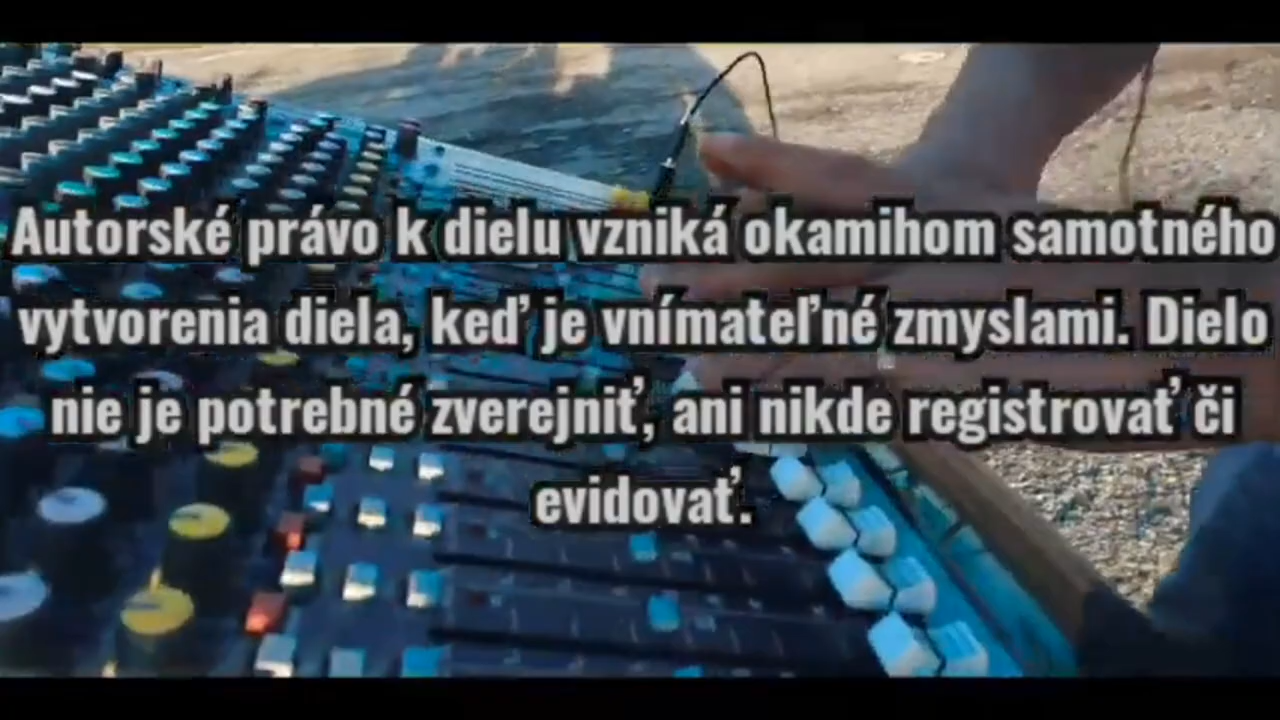 Autorské právo k dielu vzniká okamihom samotného
vytvorenia diela, keď je vnímateľné zmyslami. Dielo
nie je potrebné zverejniť, ani nikde registrovať či
evidovať.